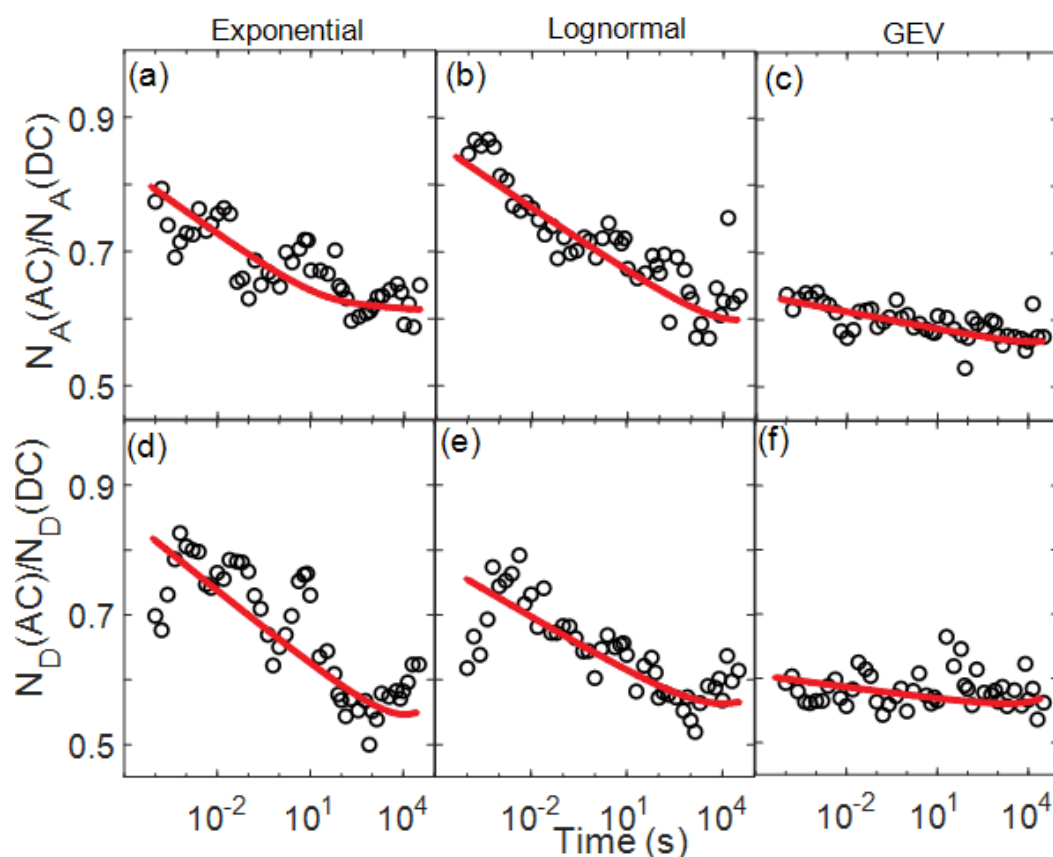 Exponential Lognormal GEV
(a) (b) (c)
N_A(AC)/N_A(DC)
0.9
0.7
0.5
(d) (e) (f)
N_D(AC)/N_D(DC)
0.9
0.7
0.5
10^-2 10^1 10^4 10^-2 10^1 10^4 10^-2 10^1 10^4
Time (s)